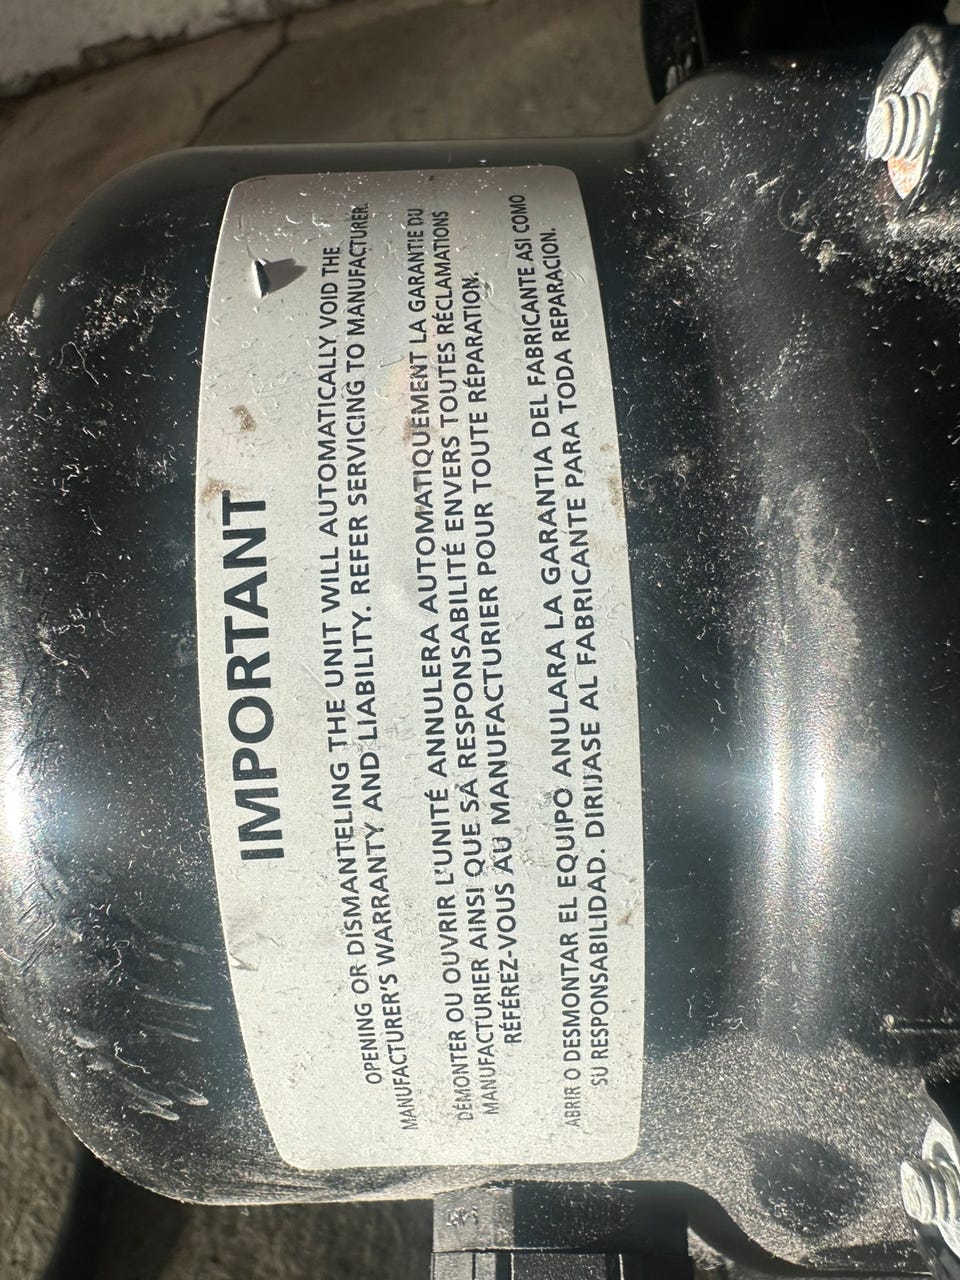 IMPORTANT
OPENING OR DISMANTELING THE UNIT WILL AUTOMATICALLY VOID THE
MANUFACTURER'S WARRANTY AND LIABILITY. REFER SERVICING TO MANUFACTURER.
DÉMONTER OU OUVRIR L'UNITÉ ANNULERA AUTOMATIQUEMENT LA GARANTIE DU
MANUFACTURIER AINSI QUE SA RESPONSABILITÉ ENVERS TOUTES RÉCLAMATIONS
RÉFÉREZ-VOUS AU MANUFACTURIER POUR TOUTE RÉPARATION.
ABRIR O DESMONTAR EL EQUIPO ANULARA LA GARANTIA DEL FABRICANTE ASI COMO
SU RESPONSABILIDAD. DIRIJASE AL FABRICANTE PARA TODA REPARACION.